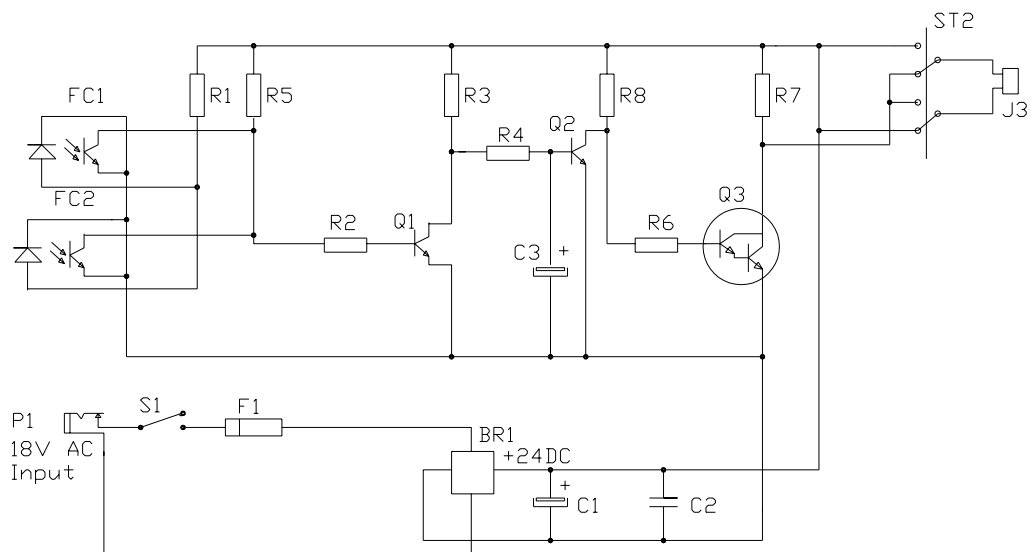 ST2
FC1
R1
R5
R3
R8
R7
J3
R4
Q2
FC2
R2
Q1
R6
Q3
C3
+
P1
S1
F1
18V AC
Input
BR1
+24DC
+
C1
C2